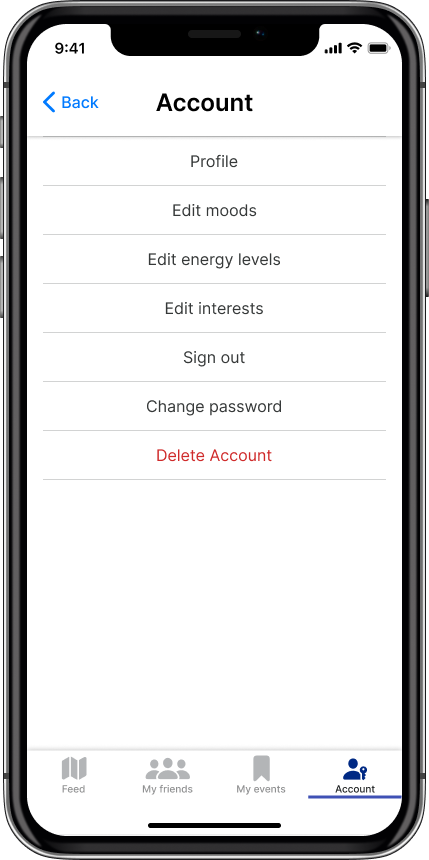 9:41
Back
Account
Profile
Edit moods
Edit energy levels
Edit interests
Sign out
Change password
Delete Account
Feed
My friends
My events
Account